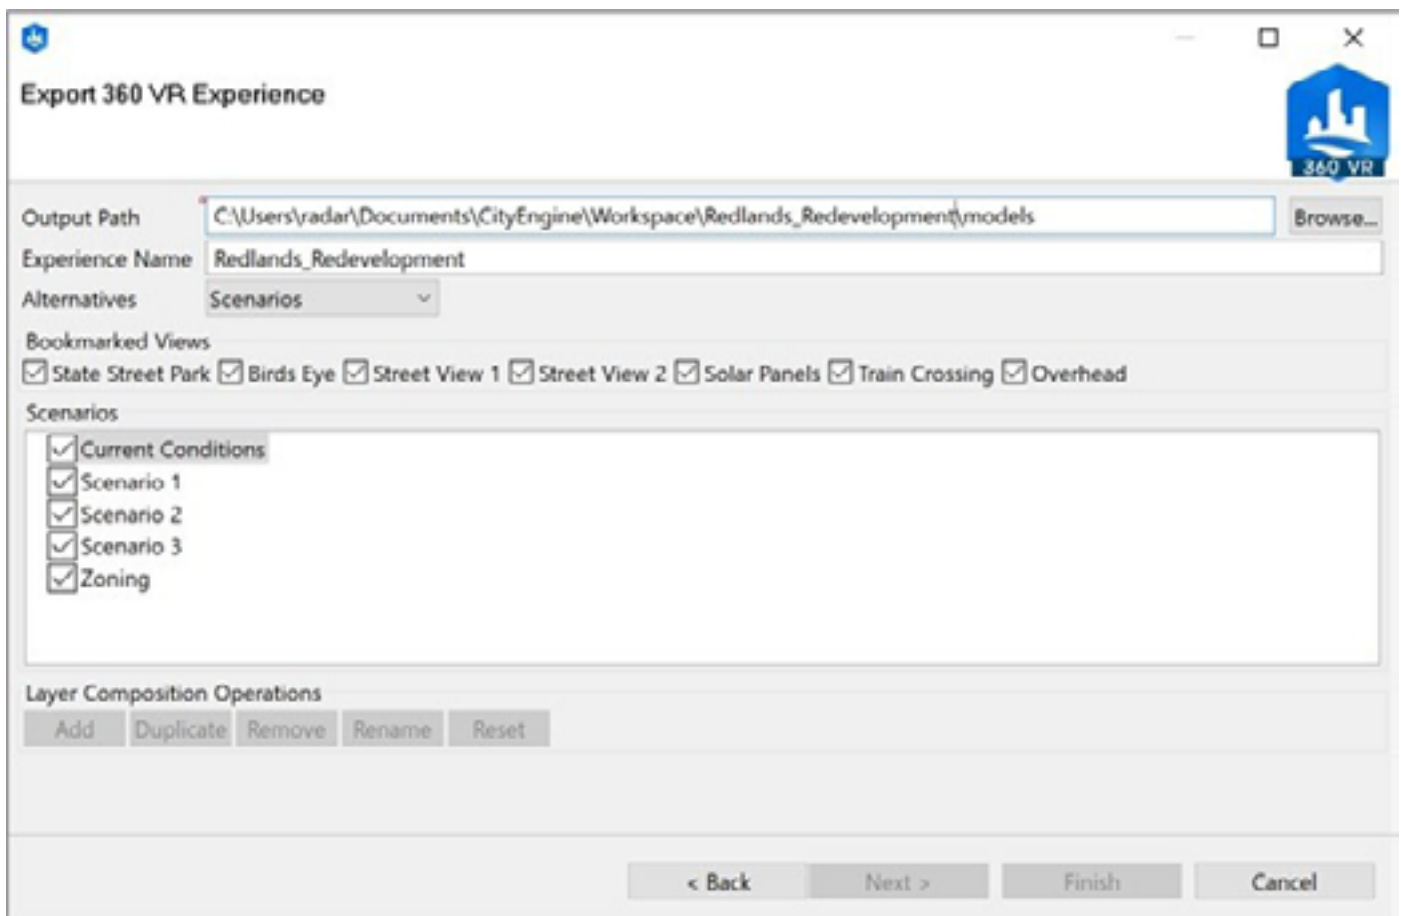 Export 360 VR Experience
360 VR
Output Path C:\Users\radar\Documents\CityEngine\Workspace\Redlands_Redevelopment\models Browse...
Experience Name Redlands_Redevelopment
Alternatives Scenarios
Bookmarked Views
State Street Park Birds Eye Street View 1 Street View 2 Solar Panels Train Crossing Overhead
Scenarios
Current Conditions
Scenario 1
Scenario 2
Scenario 3
Zoning
Layer Composition Operations
Add Duplicate Remove Rename Reset
< Back Next > Finish Cancel